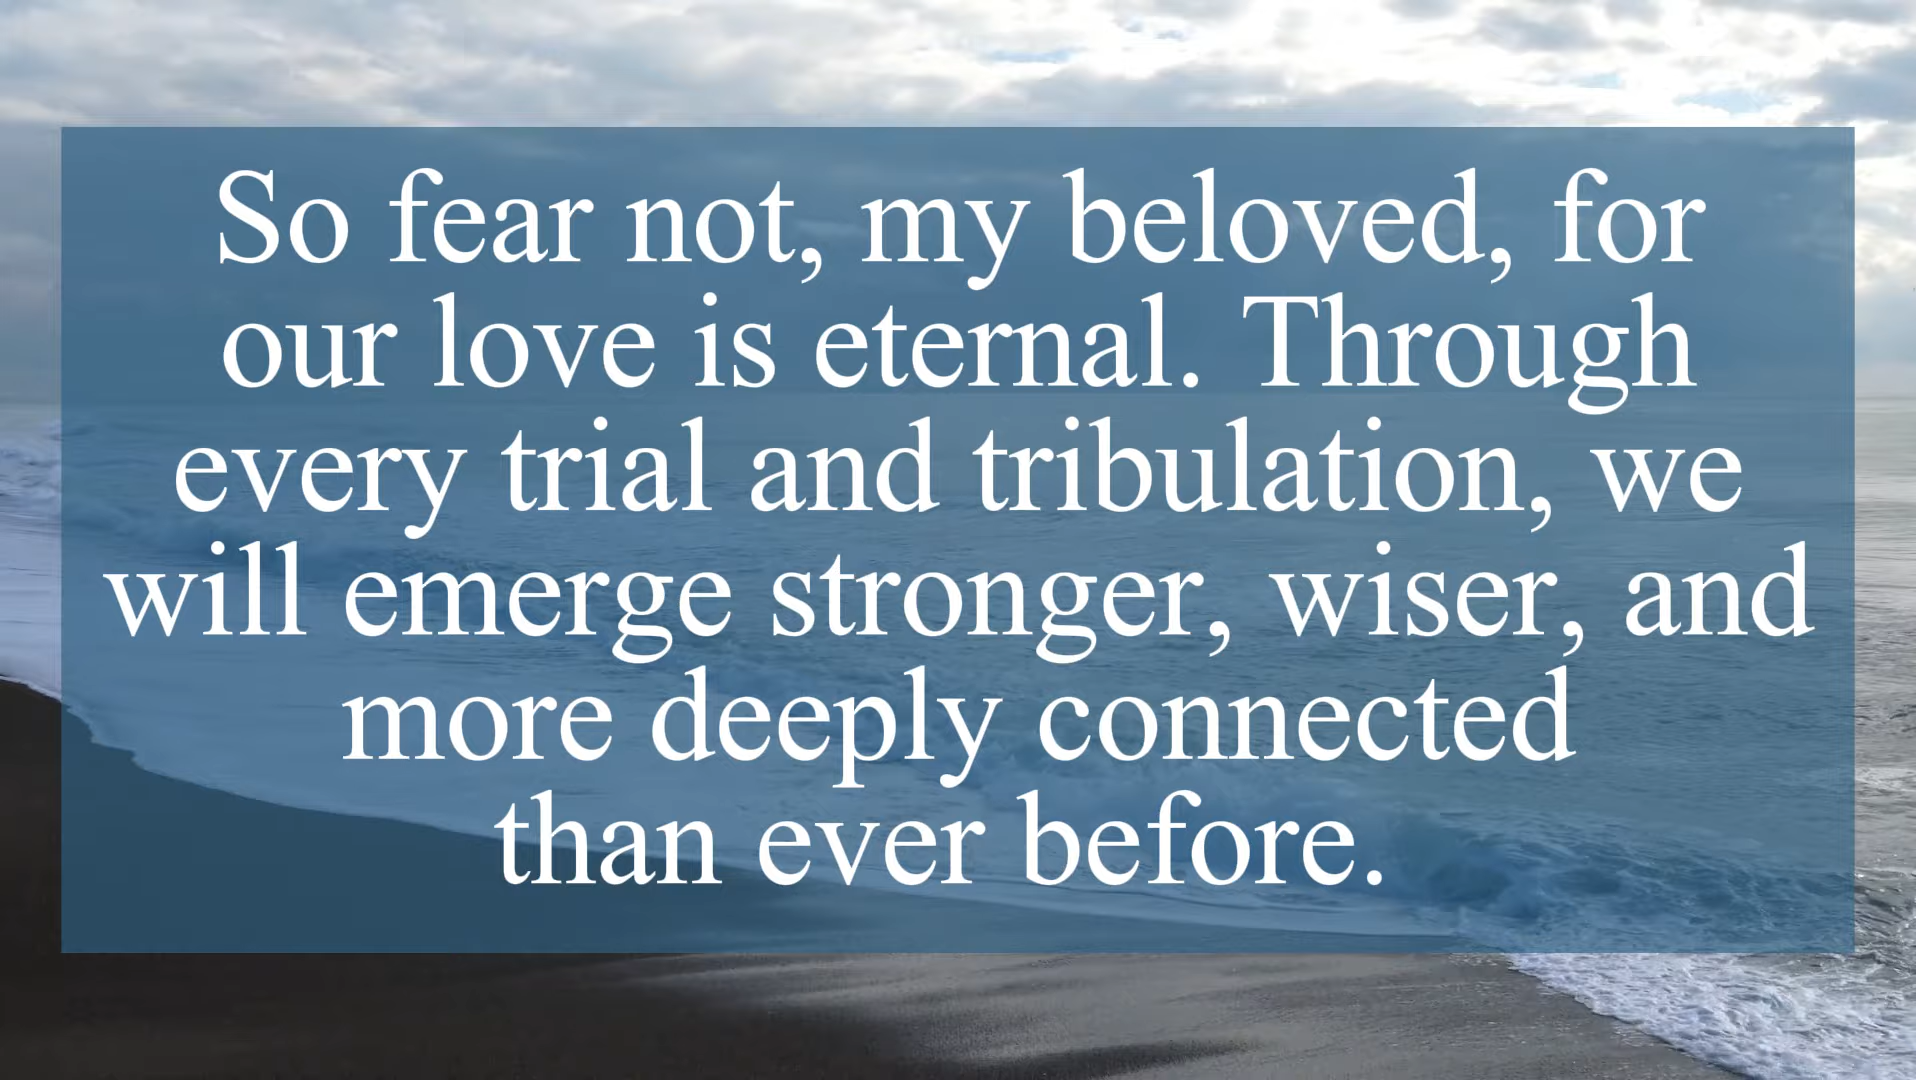 So fear not, my beloved, for
our love is eternal. Through
every trial and tribulation, we
will emerge stronger, wiser, and
more deeply connected
than ever before.